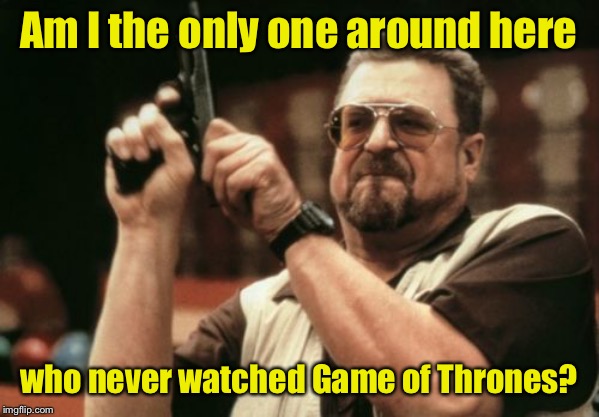 Am I the only one around here
who never watched Game of Thrones?
imgflip.com